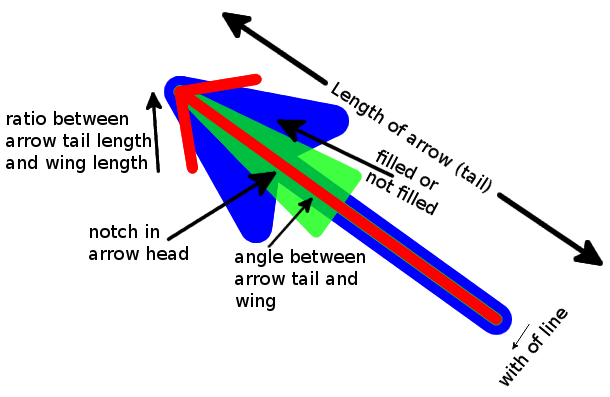 Length of arrow (tail)
ratio between
arrow tail length
and wing length
filled or
not filled
notch in
arrow head
angle between
arrow tail and
wing
with of line